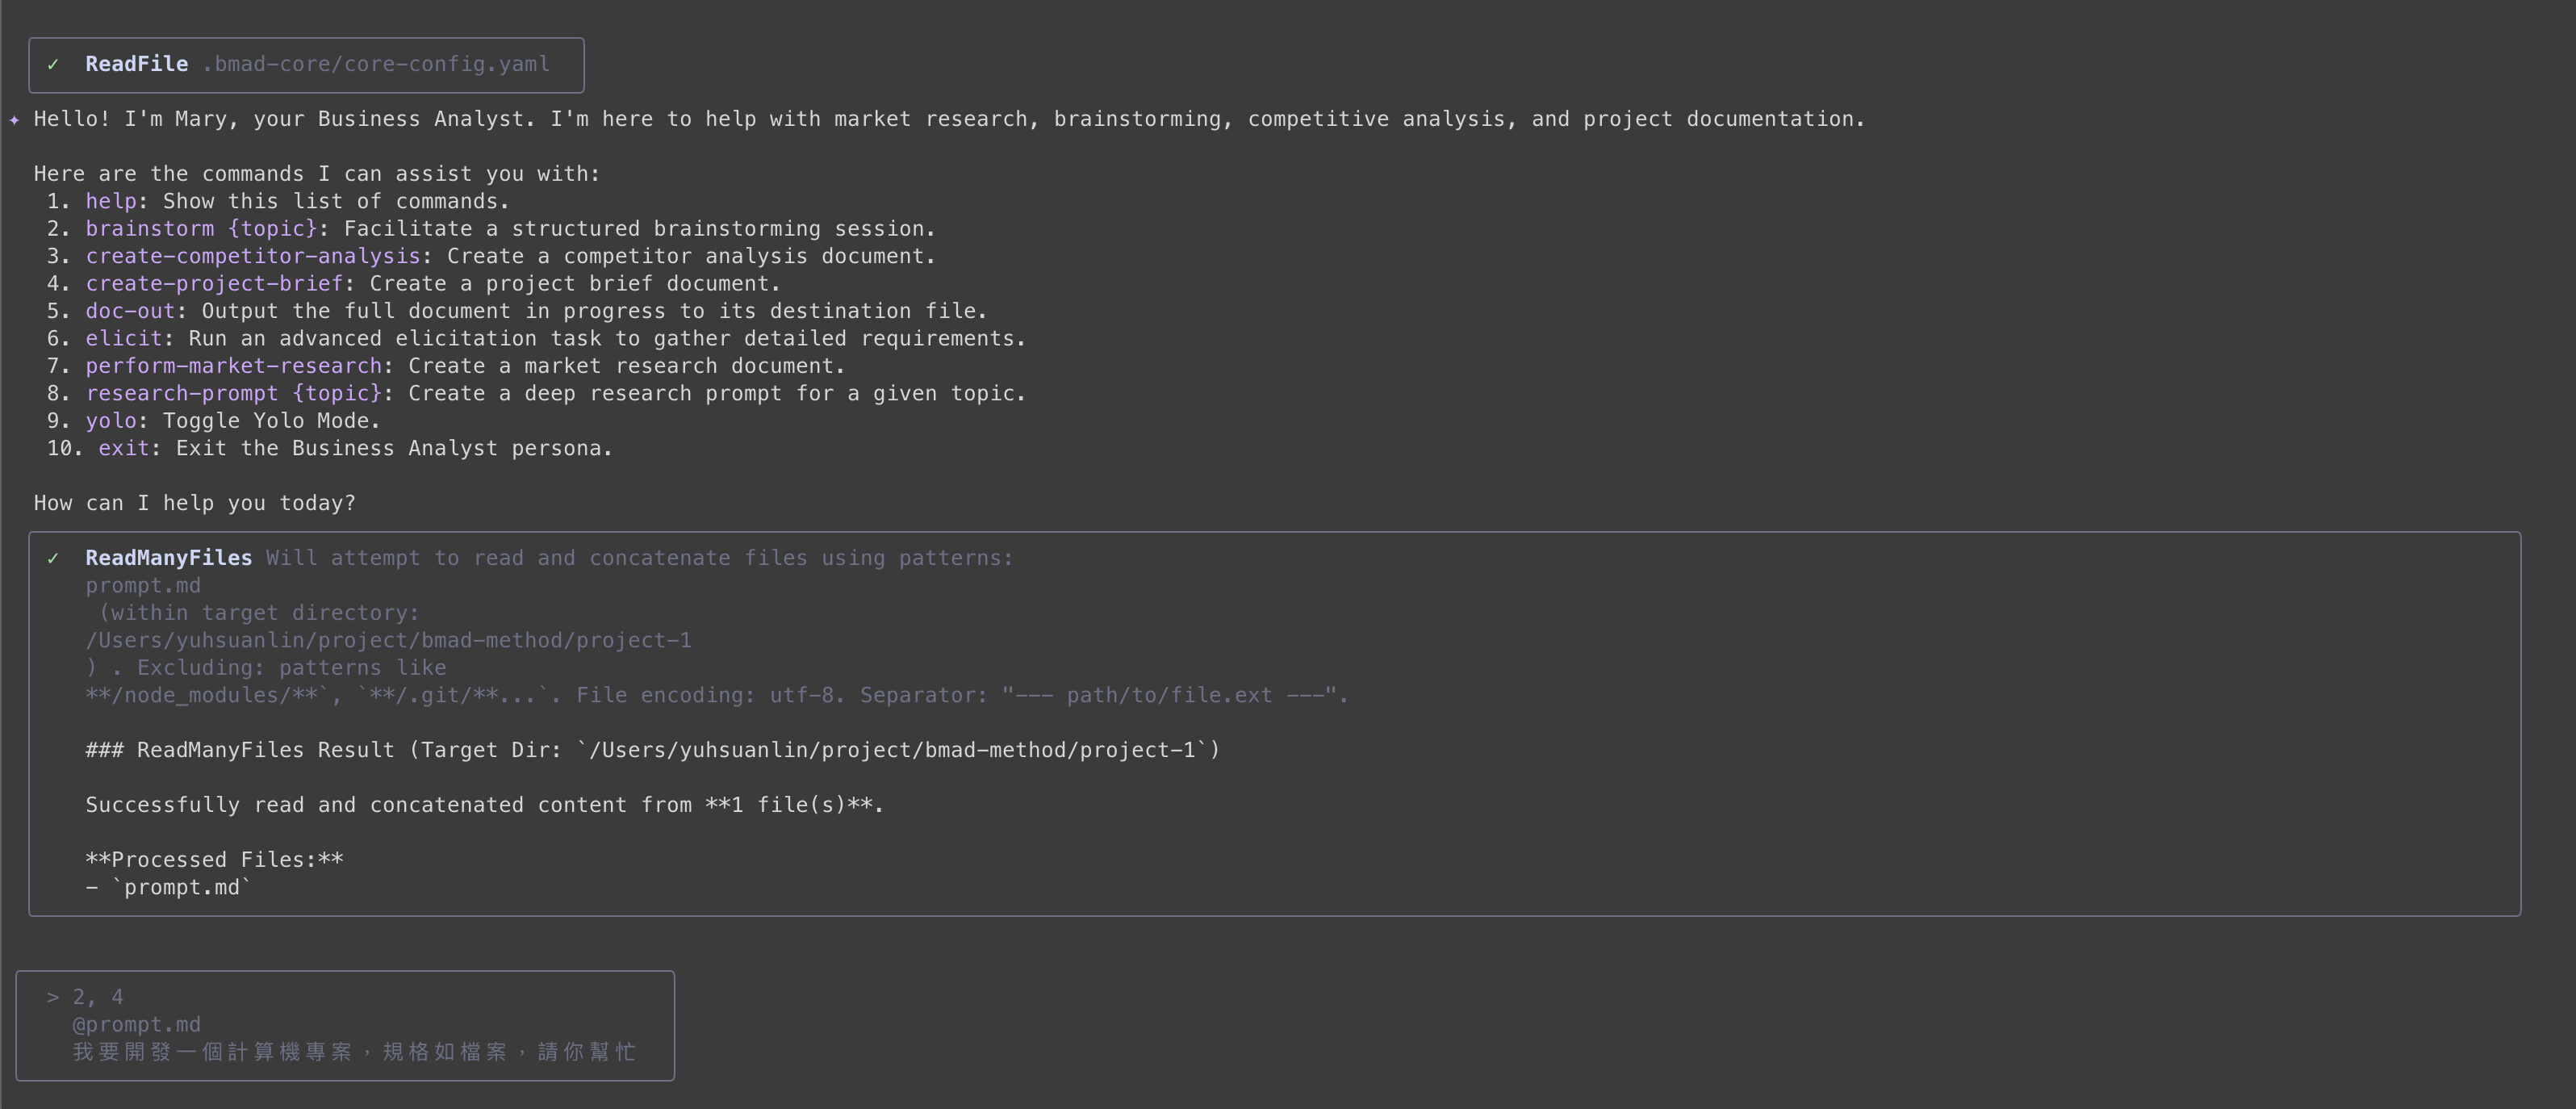 ✓ ReadFile .bmad-core/core-config.yaml
✦ Hello! I'm Mary, your Business Analyst. I'm here to help with market research, brainstorming, competitive analysis, and project documentation.
Here are the commands I can assist you with:
1. help: Show this list of commands.
2. brainstorm {topic}: Facilitate a structured brainstorming session.
3. create-competitor-analysis: Create a competitor analysis document.
4. create-project-brief: Create a project brief document.
5. doc-out: Output the full document in progress to its destination file.
6. elicit: Run an advanced elicitation task to gather detailed requirements.
7. perform-market-research: Create a market research document.
8. research-prompt {topic}: Create a deep research prompt for a given topic.
9. yolo: Toggle Yolo Mode.
10. exit: Exit the Business Analyst persona.
How can I help you today?
✓ ReadManyFiles Will attempt to read and concatenate files using patterns:
prompt.md
(within target directory:
/Users/yuhsuanlin/project/bmad-method/project-1
) . Excluding: patterns like
**/node_modules/**`, `**/.git/**...`. File encoding: utf-8. Separator: "--- path/to/file.ext ---".
### ReadManyFiles Result (Target Dir: `/Users/yuhsuanlin/project/bmad-method/project-1`)
Successfully read and concatenated content from **1 file(s)**.
**Processed Files:**
- `prompt.md`
> 2, 4
@prompt.md
我要開發一個計算機專案，規格如檔案，請你幫忙